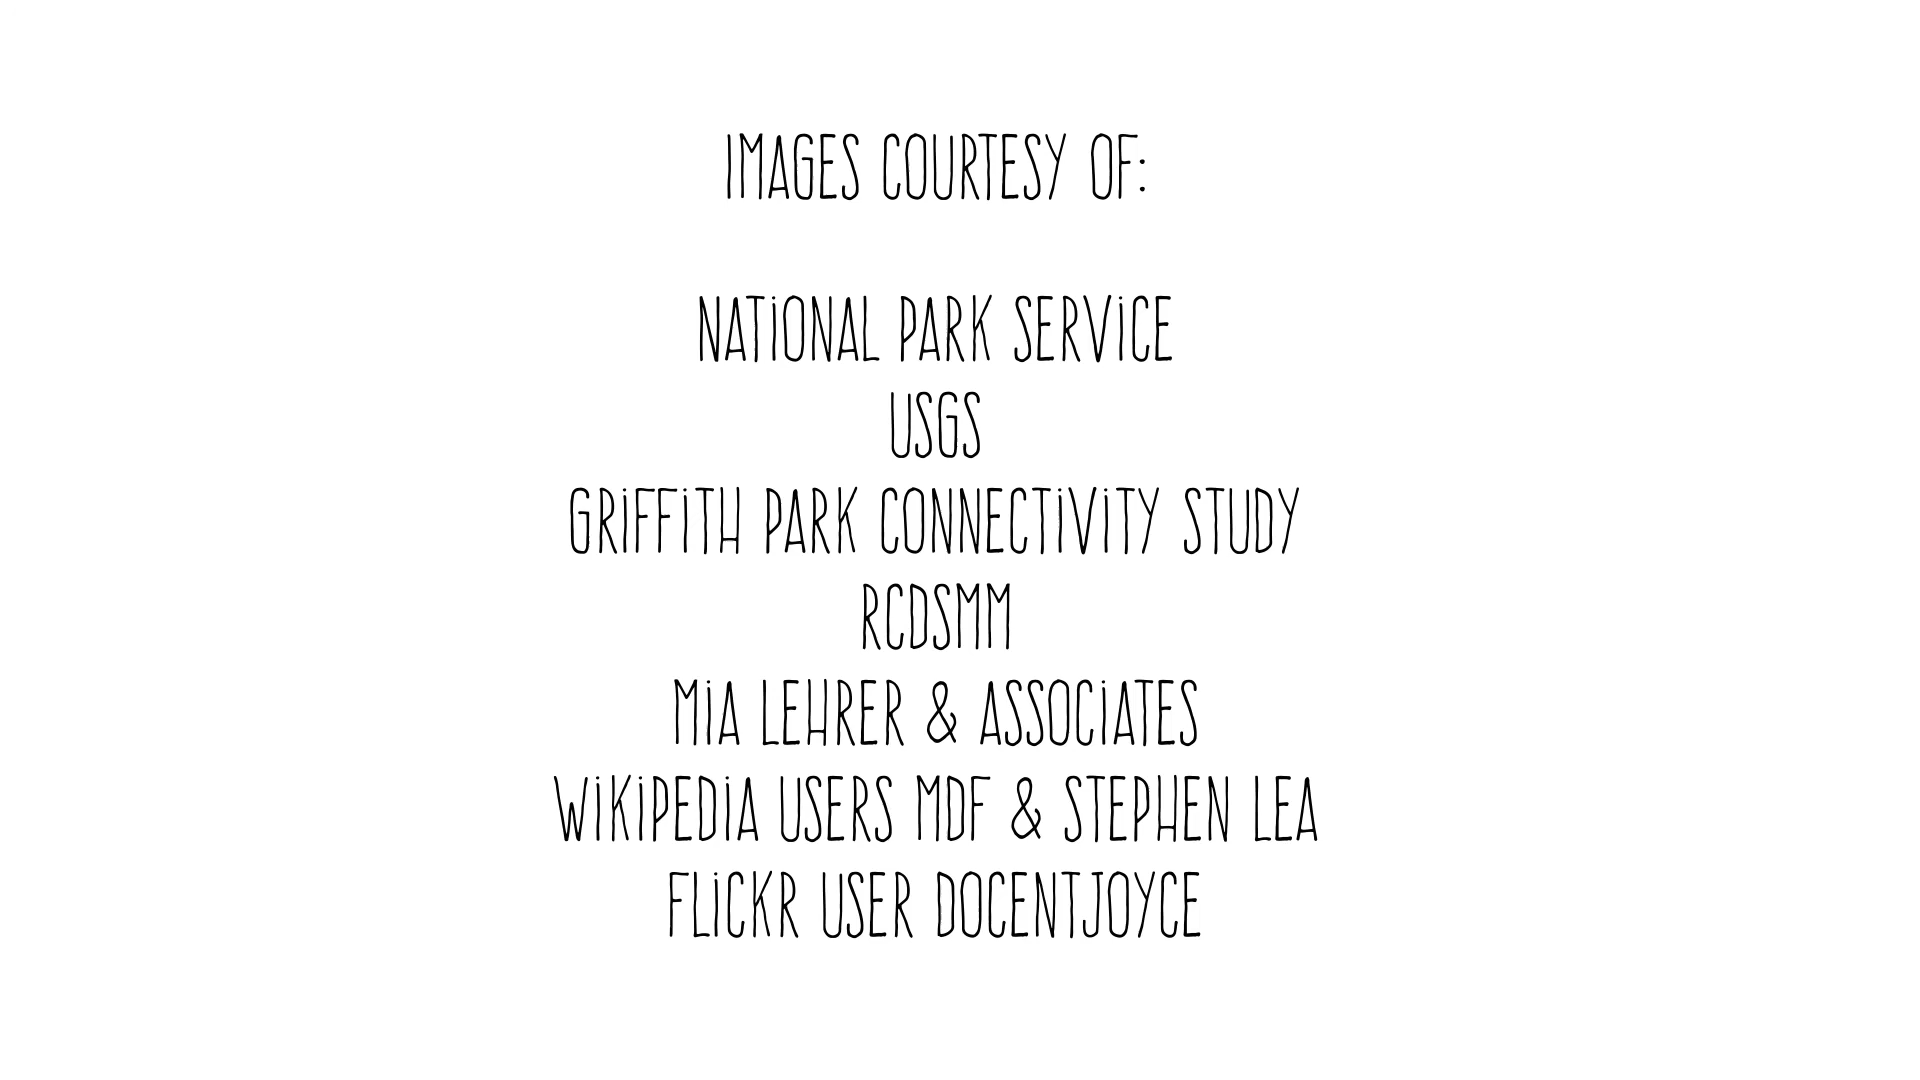 IMAGES COURTESY OF:
NATIONAL PARK SERVICE
USGS
GRIFFITH PARK CONNECTIVITY STUDY
RCDSMM
MIA LEHRER & ASSOCIATES
WIKIPEDIA USERS MDF & STEPHEN LEA
FLICKR USER DOCENTJOYCE